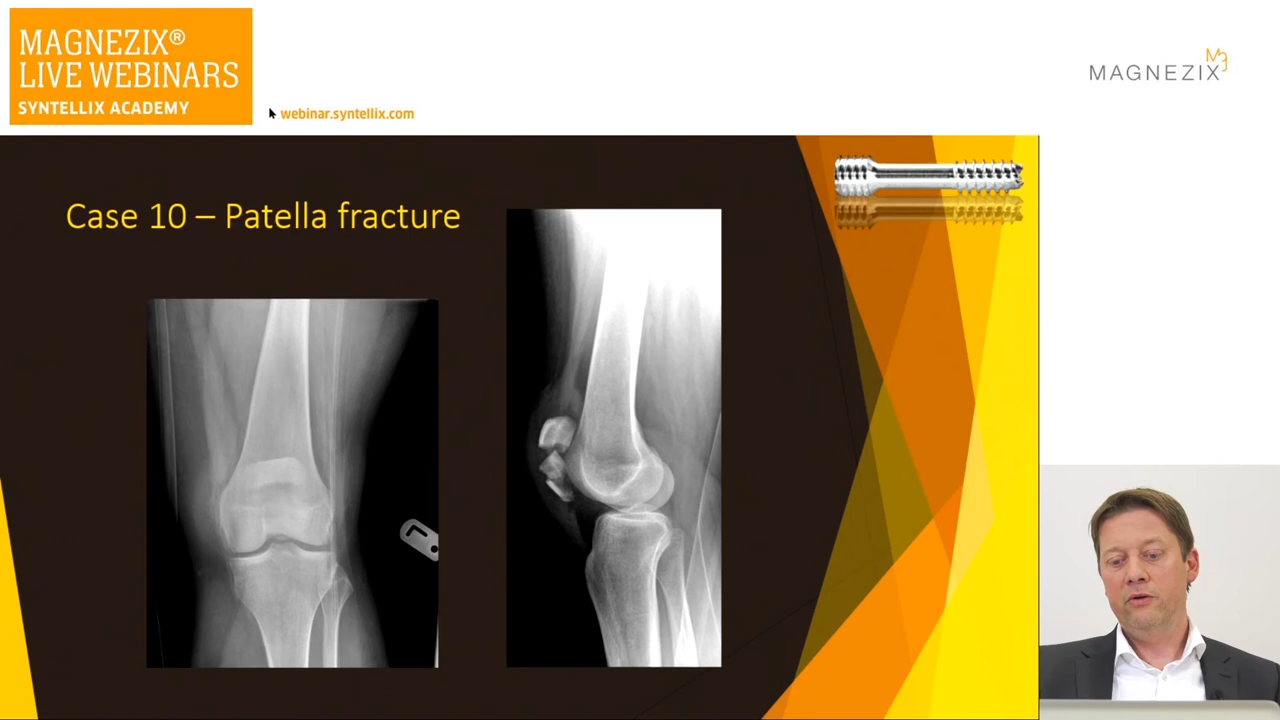 MAGNEZIX®
LIVE WEBINARS
SYNTELLIX ACADEMY
webinar.syntellix.com
MAGNEZIX
Case 10 – Patella fracture
L